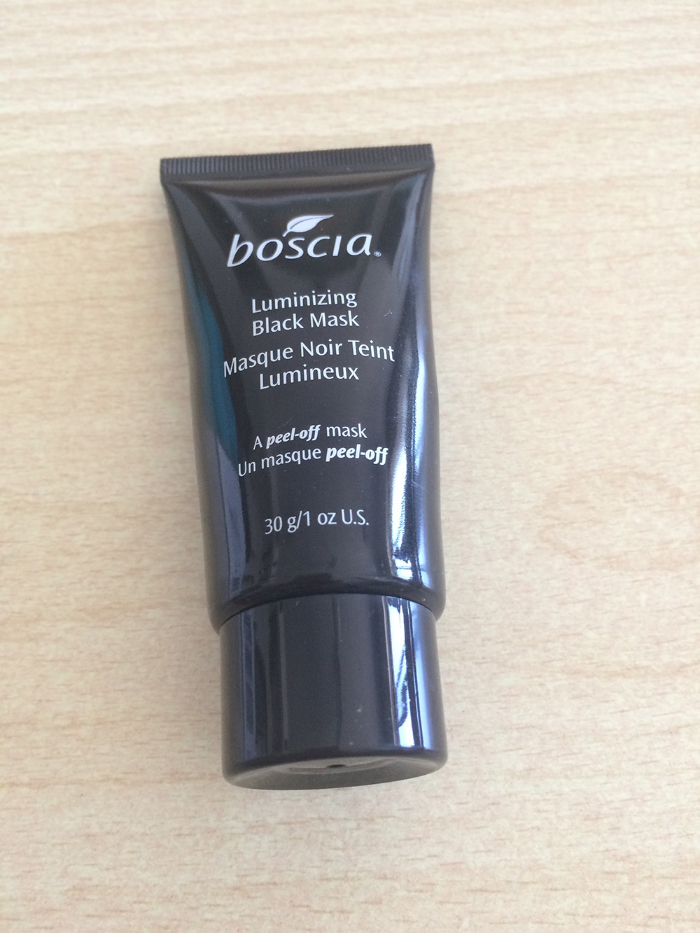 boscia®
Luminizing
Black Mask
Masque Noir Teint
Lumineux
A peel-off mask
Un masque peel-off
30 g/1 oz U.S.